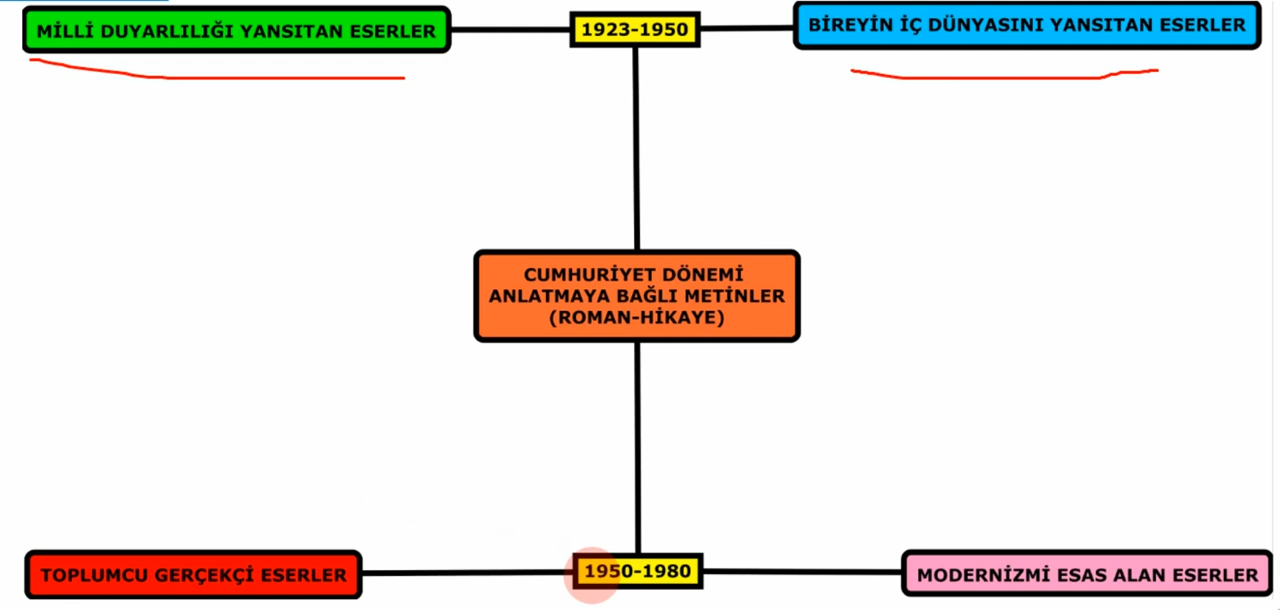 MİLLİ DUYARLILIĞI YANSITAN ESERLER
1923-1950
BİREYİN İÇ DÜNYASINI YANSITAN ESERLER
CUMHURİYET DÖNEMİ
ANLATMAYA BAĞLI METİNLER
(ROMAN-HİKAYE)
TOPLUMCU GERÇEKÇİ ESERLER
1950-1980
MODERNİZMİ ESAS ALAN ESERLER